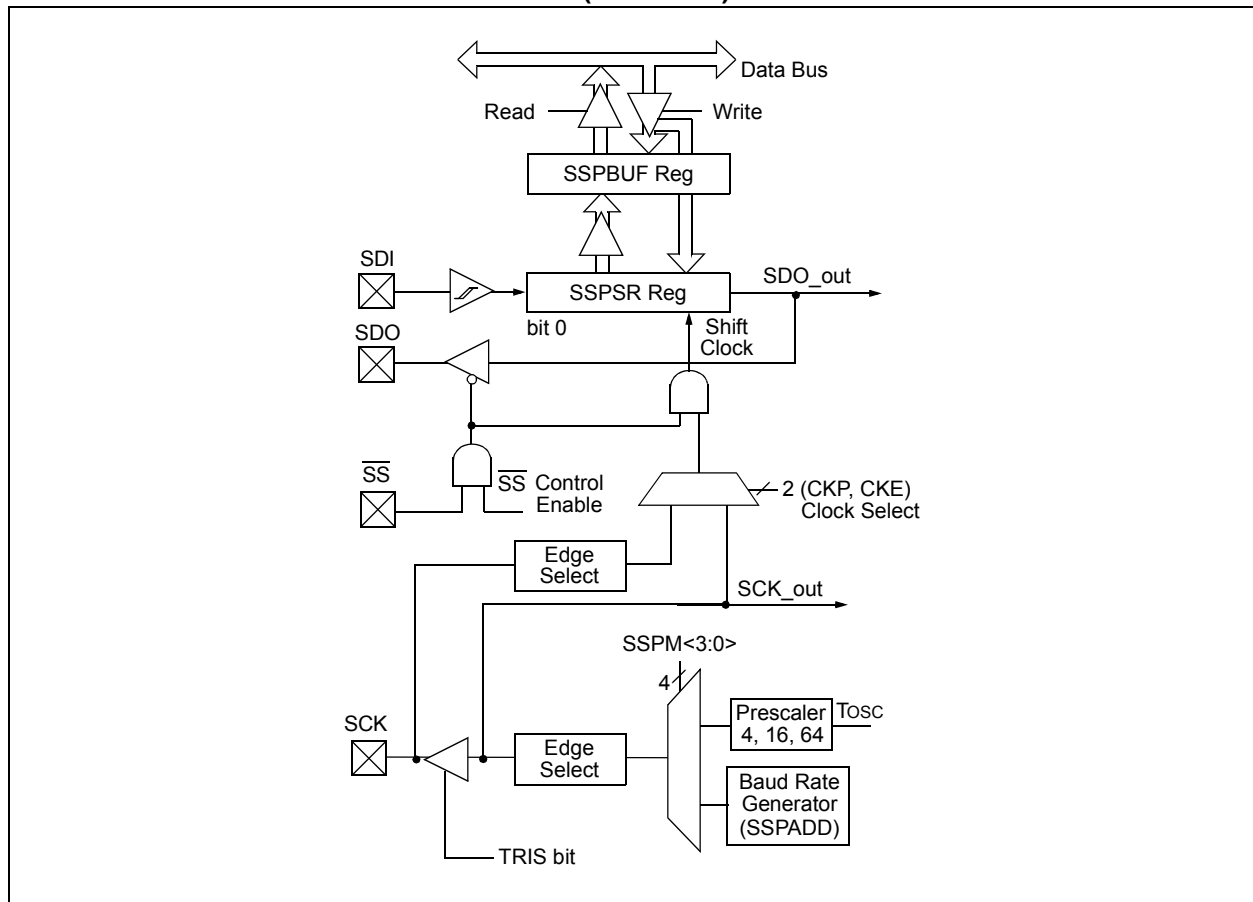 Data Bus
Read
Write
SSPBUF Reg
SDI
SSPSR Reg
SDO_out
bit 0
Shift
Clock
SDO
SS
SS Control
Enable
2 (CKP, CKE)
Clock Select
Edge
Select
SCK_out
SSPM<3:0>
4
Prescaler
4, 16, 64
TOSC
SCK
Edge
Select
Baud Rate
Generator
(SSPADD)
TRIS bit